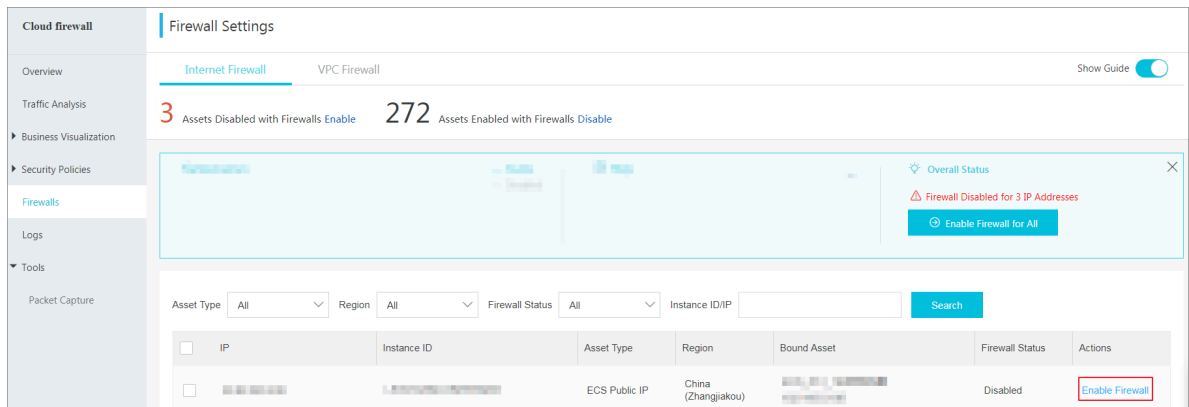 Cloud firewall
Firewall Settings
Overview
Traffic Analysis
Business Visualization
Security Policies
Firewalls
Logs
Tools
Packet Capture
Internet Firewall VPC Firewall Show Guide
3 Assets Disabled with Firewalls Enable 272 Assets Enabled with Firewalls Disable
Overall Status
Firewall Disabled for 3 IP Addresses
Enable Firewall for All
Asset Type All Region All Firewall Status All Instance ID/IP Search
IP Instance ID Asset Type Region Bound Asset Firewall Status Actions
ECS Public IP China (Zhangjiakou) Disabled Enable Firewall